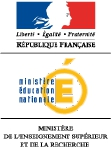 Liberté • Égalité • Fraternité
RÉPUBLIQUE FRANÇAISE
ministère
éducation
nationale
MINISTÈRE
DE L'ENSEIGNEMENT SUPÉRIEUR
ET DE LA RECHERCHE